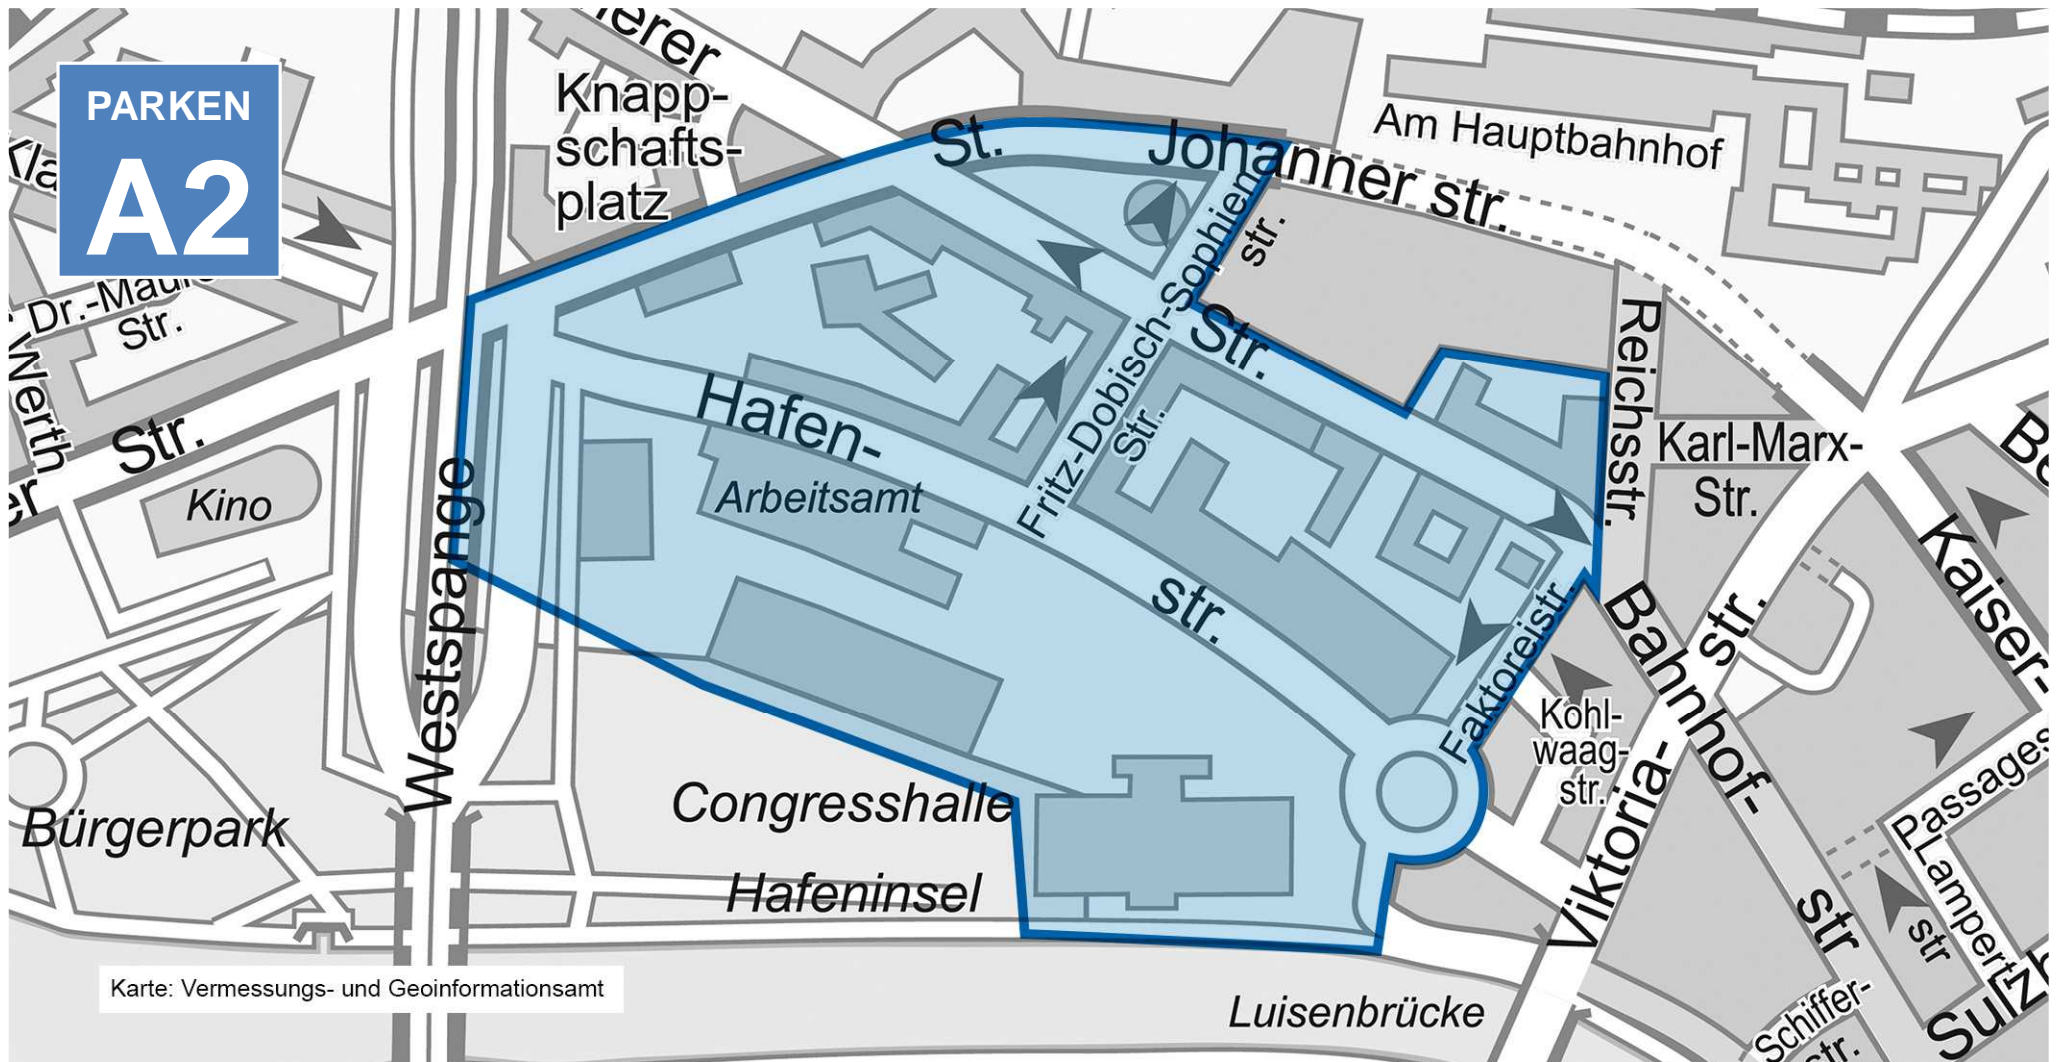 PARKEN
A2
Knapp-
schafts-
platz
St.
Johanner str.
Am Hauptbahnhof
Str.
Werth
Str.
Kino
Westspange
Hafen-
str.
Arbeitsamt
Fritz-Dobisch-
Str.
Sophien-
str.
Str.
Reichsstr.
Karl-Marx-
Str.
Kaiser-
Bahnhof-
str
Faktoreistr.
Kohl-
waag-
str.
Viktoria-
str.
Passage
Lampert
str
Bürgerpark
Congresshalle
Hafeninsel
Luisenbrücke
Schiffer-
str.
Karte: Vermessungs- und Geoinformationsamt